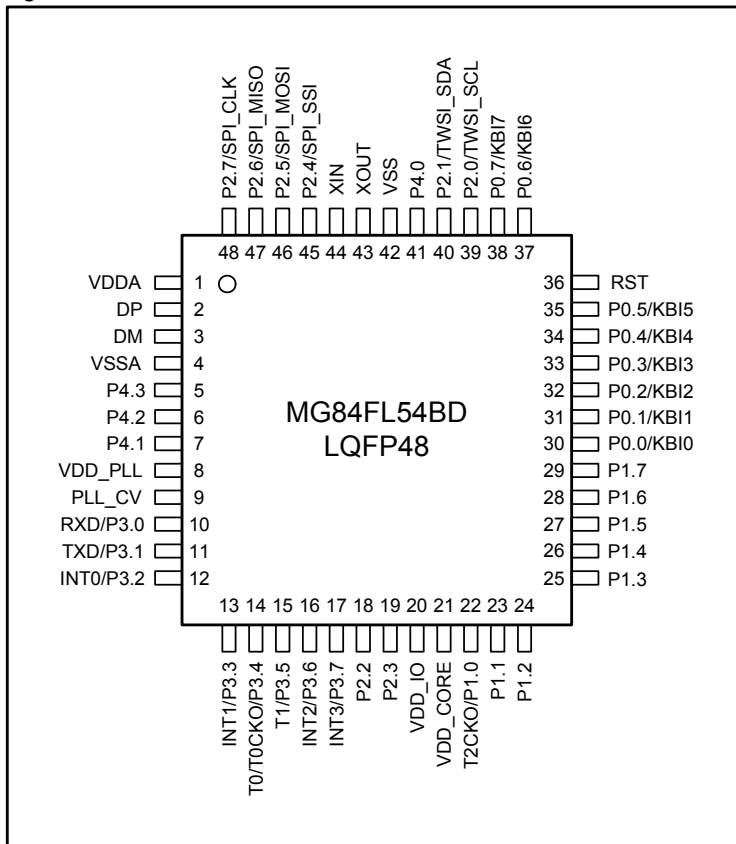 P2.7/SPI_CLK
P2.6/SPI_MISO
P2.5/SPI_MOSI
P2.4/SPI_SSI
XIN
XOUT
VSS
P4.0
P2.1/TWSI_SDA
P2.0/TWSI_SCL
P0.7/KBI7
P0.6/KBI6
48 47 46 45 44 43 42 41 40 39 38 37
VDDA 1 36 RST
DP 2 35 P0.5/KBI5
DM 3 34 P0.4/KBI4
VSSA 4 33 P0.3/KBI3
P4.3 5 32 P0.2/KBI2
P4.2 6 31 P0.1/KBI1
P4.1 7 30 P0.0/KBI0
MG84FL54BD
LQFP48
VDD_PLL 8 29 P1.7
PLL_CV 9 28 P1.6
RXD/P3.0 10 27 P1.5
TXD/P3.1 11 26 P1.4
INT0/P3.2 12 25 P1.3
13 14 15 16 17 18 19 20 21 22 23 24
INT1/P3.3
T0/T0CKO/P3.4
T1/P3.5
INT2/P3.6
INT3/P3.7
P2.2
P2.3
VDD_IO
VDD_CORE
T2CKO/P1.0
P1.1
P1.2